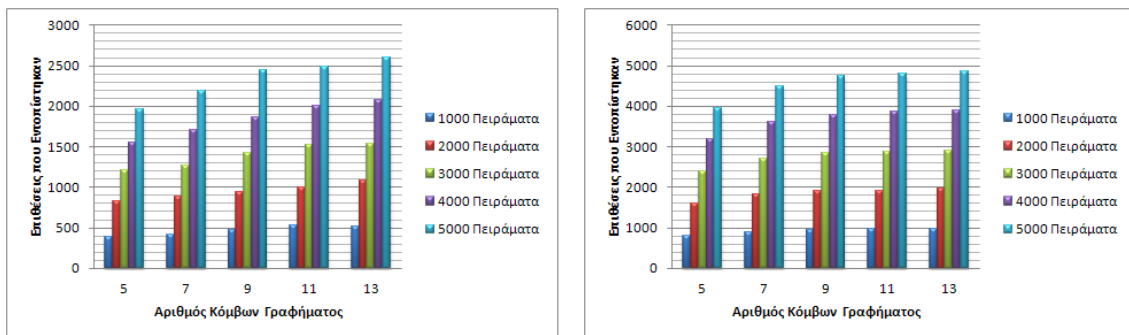 Επιθέσεις που Εντοπίστηκαν
3000
2500
2000
1500
1000
500
0
5 7 9 11 13
Αριθμός Κόμβων Γραφήματος
1000 Πειράματα
2000 Πειράματα
3000 Πειράματα
4000 Πειράματα
5000 Πειράματα
Επιθέσεις που Εντοπίστηκαν
6000
5000
4000
3000
2000
1000
0
5 7 9 11 13
Αριθμός Κόμβων Γραφήματος
1000 Πειράματα
2000 Πειράματα
3000 Πειράματα
4000 Πειράματα
5000 Πειράματα